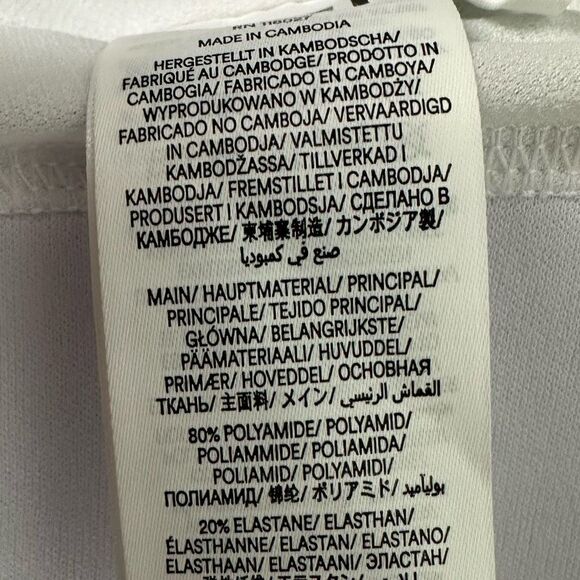 RN 116027
MADE IN CAMBODIA
HERGESTELLT IN KAMBODSCHA/
FABRIQUÉ AU CAMBODGE/ PRODOTTO IN
CAMBOGIA/ FABRICADO EN CAMBOYA/
WYPRODUKOWANO W KAMBODŻY/
FABRICADO NO CAMBOJA/ VERVAARDIGD
IN CAMBODJA/ VALMISTETTU
KAMBODŽASSA/ TILLVERKAD I
KAMBODJA/ FREMSTILLET I CAMBODJA/
PRODUSERT I KAMBODSJA/ СДЕЛАНО В
КАМБОДЖЕ/ 柬埔寨制造/ カンボジア製/
صنع في كمبوديا
MAIN/ HAUPTMATERIAL/ PRINCIPAL/
PRINCIPALE/ TEJIDO PRINCIPAL/
GŁÓWNA/ BELANGRIJKSTE/
PÄÄMATERIAALI/ HUVUDDEL/
PRIMÆR/ HOVEDDEL/ ОСНОВНАЯ
ТКАНЬ/ 主面料/ メイン/ القماش الرئيسي/
80% POLYAMIDE/ POLYAMID/
POLIAMMIDE/ POLIAMIDA/
POLIAMID/ POLYAMIDI/
ПОЛИАМИД/ 锦纶/ ポリアミド/ بوليآميد
20% ELASTANE/ ELASTHAN/
ÉLASTHANNE/ ELASTAN/ ELASTANO/
ELASTHAAN/ ELASTAANI/ ЭЛАСТАН/